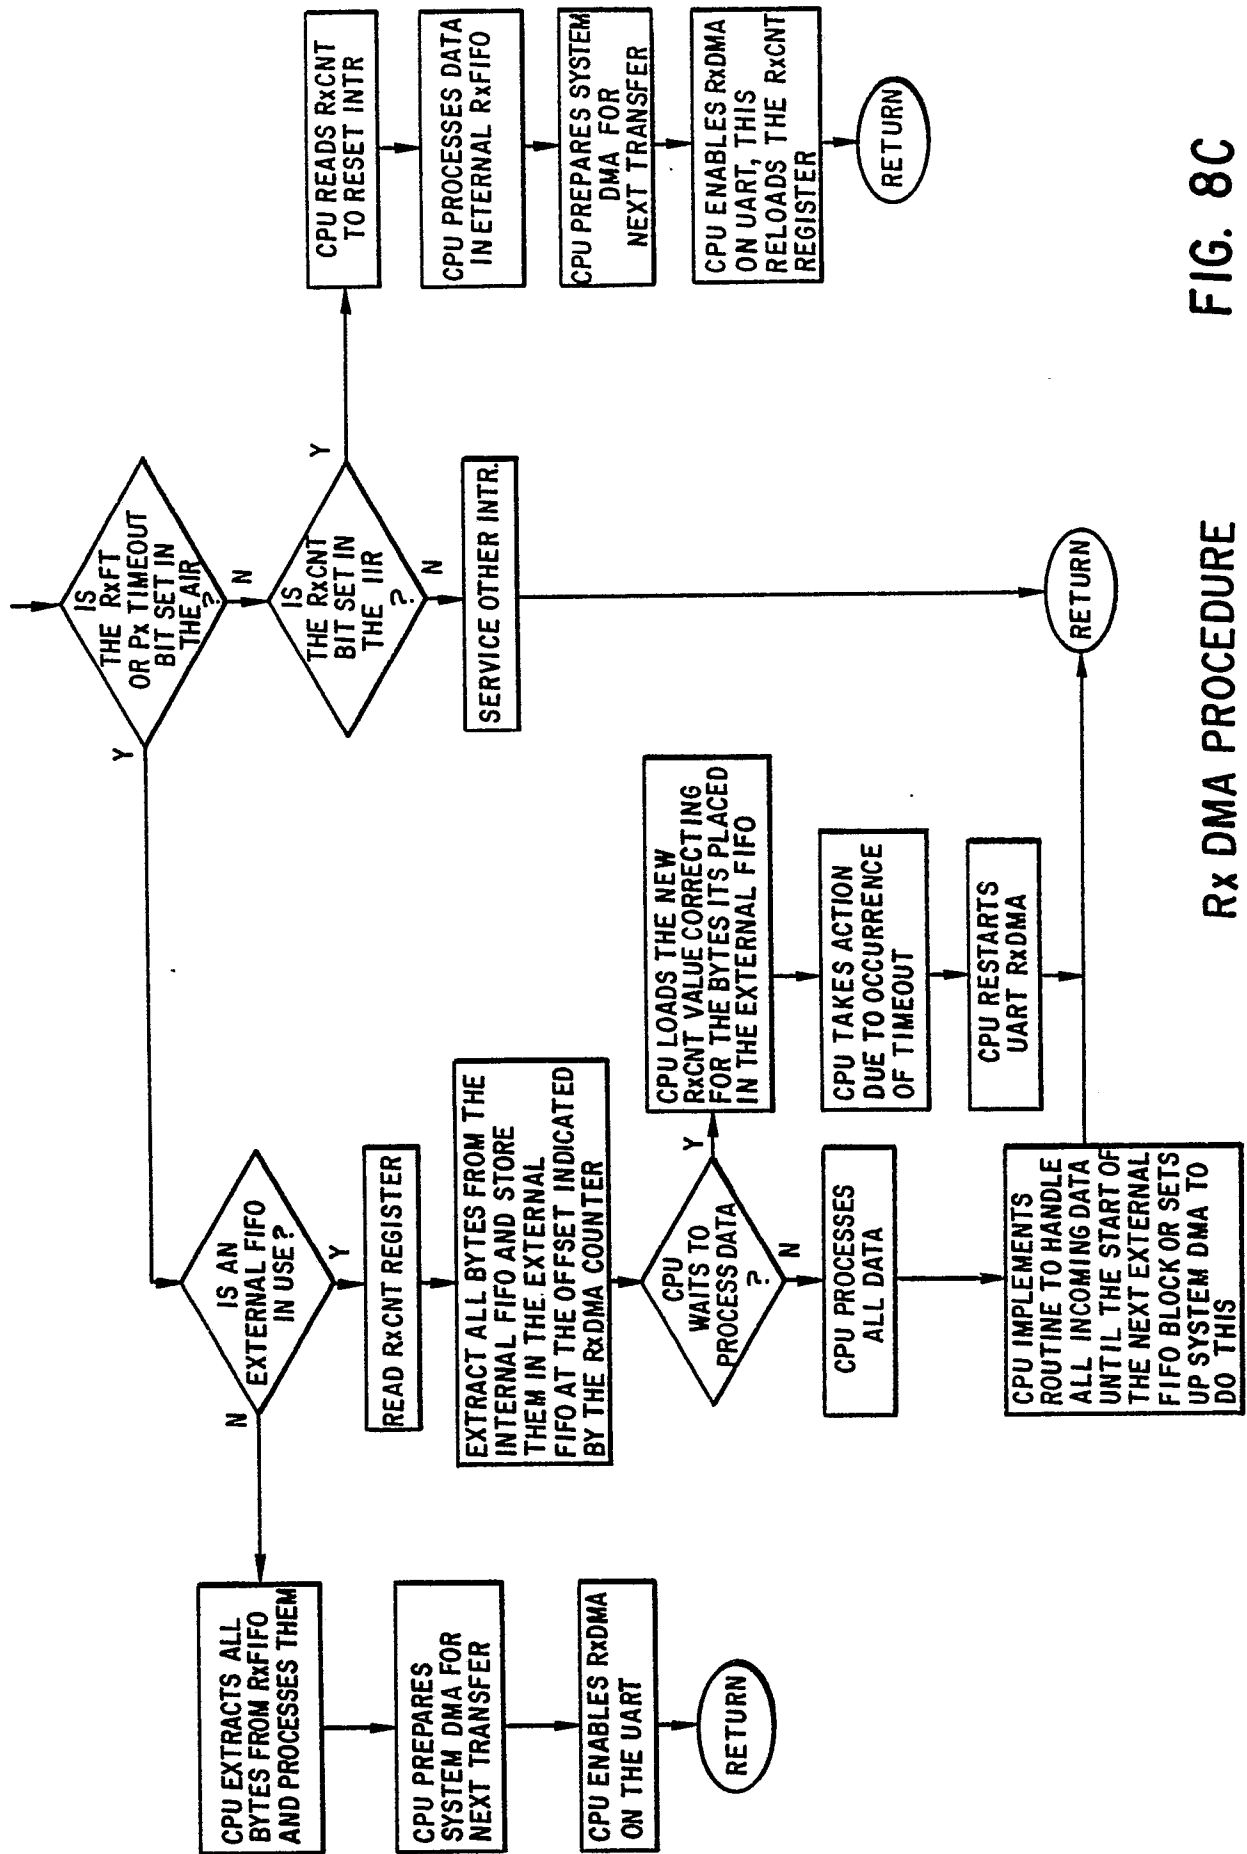 IS
THE RxFT
OR Px TIMEOUT
BIT SET IN
THE AIR
?
Y
N
IS
THE RxCNT
BIT SET IN
THE IIR
?
Y
N
CPU READS RxCNT
TO RESET INTR
CPU PROCESSES DATA
IN ETERNAL RxFIFO
CPU PREPARES SYSTEM
DMA FOR
NEXT TRANSFER
CPU ENABLES RxDMA
ON UART, THIS
RELOADS THE RxCNT
REGISTER
RETURN
SERVICE OTHER INTR.
RETURN
IS AN
EXTERNAL FIFO
IN USE?
N
Y
CPU EXTRACTS ALL
BYTES FROM RxFIFO
AND PROCESSES THEM
CPU PREPARES
SYSTEM DMA FOR
NEXT TRANSFER
CPU ENABLES RxDMA
ON THE UART
RETURN
READ RxCNT REGISTER
EXTRACT ALL BYTES FROM THE
INTERNAL FIFO AND STORE
THEM IN THE EXTERNAL
FIFO AT THE OFFSET INDICATED
BY THE RxDMA COUNTER
CPU
WAITS TO
PROCESS DATA
?
Y
N
CPU LOADS THE NEW
RxCNT VALUE CORRECTING
FOR THE BYTES ITS PLACED
IN THE EXTERNAL FIFO
CPU TAKES ACTION
DUE TO OCCURRENCE
OF TIMEOUT
CPU RESTARTS
UART RxDMA
CPU PROCESSES
ALL DATA
CPU IMPLEMENTS
ROUTINE TO HANDLE
ALL INCOMING DATA
UNTIL THE START OF
THE NEXT EXTERNAL
FIFO BLOCK OR SETS
UP SYSTEM DMA TO
DO THIS
Rx DMA PROCEDURE
FIG. 8C